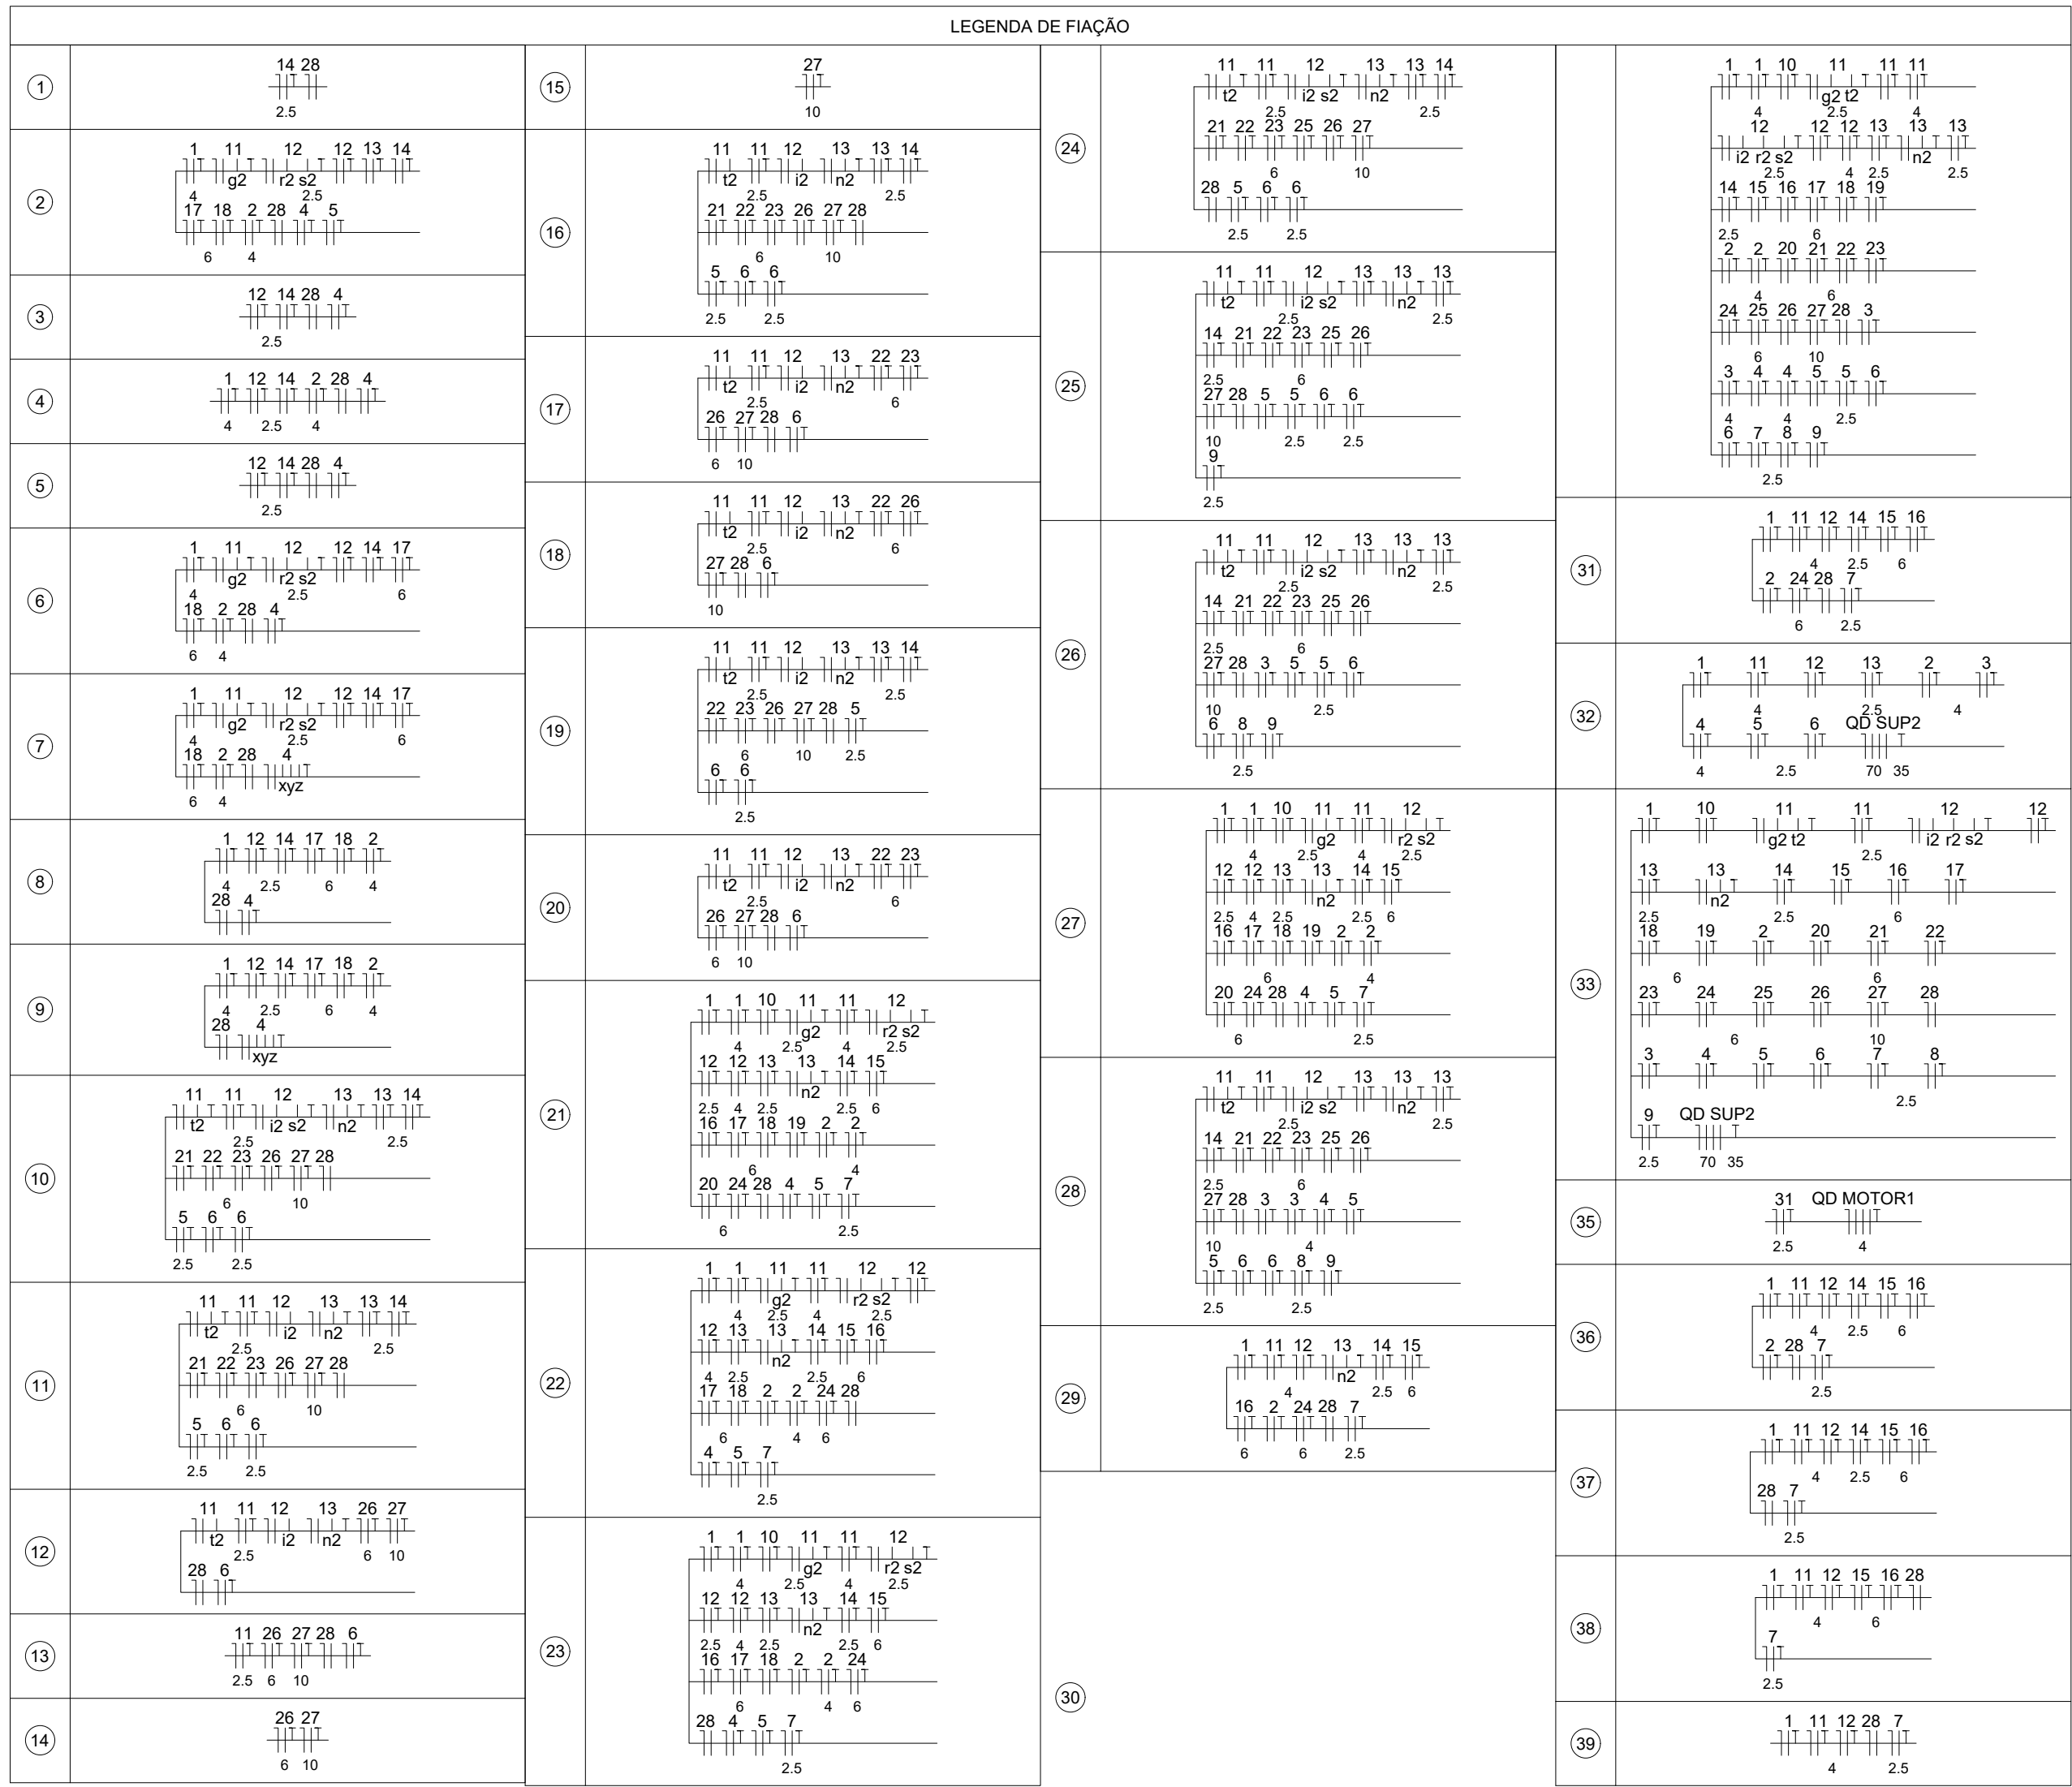 LEGENDA DE FIAÇÃO
1
14 28
2.5
2
1 11 12 12 13 14
g2 r2 s2
4 2.5
17 18 2 28 4 5
6 4
3
12 14 28 4
2.5
4
1 12 14 2 28 4
4 2.5 4
5
12 14 28 4
2.5
6
1 11 12 12 14 17
g2 r2 s2
4 2.5 6
18 2 28 4
6 4
7
1 11 12 12 14 17
g2 r2 s2
4 2.5 6
18 2 28 4
xyz
6 4
8
1 12 14 17 18 2
4 2.5 6 4
28 4
9
1 12 14 17 18 2
4 2.5 6 4
28 4
xyz
10
11 11 12 13 13 14
t2 i2 s2 n2
2.5 2.5
21 22 23 26 27 28
6 10
5 6 6
2.5 2.5
11
11 11 12 13 13 14
t2 i2 n2
2.5 2.5
21 22 23 26 27 28
6 10
5 6 6
2.5 2.5
12
11 11 12 13 26 27
t2 i2 n2
2.5 6 10
28 6
13
11 26 27 28 6
2.5 6 10
14
26 27
6 10
15
27
10
16
11 11 12 13 13 14
t2 i2 n2
2.5 2.5
21 22 23 26 27 28
6 10
5 6 6
2.5 2.5
17
11 11 12 13 22 23
t2 i2 n2
2.5 6
26 27 28 6
6 10
18
11 11 12 13 22 26
t2 i2 n2
2.5 6
27 28 6
10
19
11 11 12 13 13 14
t2 i2 n2
2.5 2.5
22 23 26 27 28 5
6 10 2.5
6 6
2.5
20
11 11 12 13 22 23
t2 i2 n2
2.5 6
26 27 28 6
6 10
21
1 1 10 11 11 12
g2 r2 s2
4 2.5 4 2.5
12 12 13 13 14 15
n2
2.5 4 2.5 2.5 6
16 17 18 19 2 2
6 4
20 24 28 4 5 7
6 2.5
22
1 1 11 11 12 12
g2 r2 s2
4 2.5 4 2.5
12 13 13 14 15 16
n2
4 2.5 2.5 6
17 18 2 2 24 28
6 4 6
4 5 7
2.5
23
1 1 10 11 11 12
g2 r2 s2
4 2.5 4 2.5
12 12 13 13 14 15
n2
2.5 4 2.5 2.5 6
16 17 18 2 2 24
6 4 6
28 4 5 7
2.5
24
11 11 12 13 13 14
t2 i2 s2 n2
2.5 2.5
21 22 23 25 26 27
6 10
28 5 6 6
2.5 2.5
25
11 11 12 13 13 13
t2 i2 s2 n2
2.5 2.5
14 21 22 23 25 26
2.5 6
27 28 5 5 6 6
10 2.5 2.5
9
2.5
26
11 11 12 13 13 13
t2 i2 s2 n2
2.5 2.5
14 21 22 23 25 26
2.5 6
27 28 3 5 5 6
10 2.5
6 8 9
2.5
27
1 1 10 11 11 12
g2 r2 s2
4 2.5 4 2.5
12 12 13 13 14 15
n2
2.5 4 2.5 2.5 6
16 17 18 19 2 2
6 4
20 24 28 4 5 7
6 2.5
28
11 11 12 13 13 13
t2 i2 s2 n2
2.5 2.5
14 21 22 23 25 26
2.5 6
27 28 3 3 4 5
10 4
5 6 6 8 9
2.5 2.5
29
1 11 12 13 14 15
n2
4 2.5 6
16 2 24 28 7
6 6 2.5
30
1 1 10 11 11 11
g2 t2
4 2.5 4
12 12 12 13 13 13
i2 r2 s2 n2
2.5 4 2.5 2.5
14 15 16 17 18 19
2.5 6
2 2 20 21 22 23
4 6
24 25 26 27 28 3
6 10
3 4 4 5 5 6
4 4 2.5
6 7 8 9
2.5
31
1 11 12 14 15 16
4 2.5 6
2 24 28 7
6 2.5
32
1 11 12 13 2 3
4 2.5 4
4 5 6 QD SUP2
4 2.5 70 35
33
1 10 11 11 12 12
g2 t2 i2 r2 s2
2.5
13 13 14 15 16 17
n2
2.5 2.5 6
18 19 2 20 21 22
6 6
23 24 25 26 27 28
6 10
3 4 5 6 7 8
2.5
9 QD SUP2
2.5 70 35
35
31 QD MOTOR1
2.5 4
36
1 11 12 14 15 16
4 2.5 6
2 28 7
2.5
37
1 11 12 14 15 16
4 2.5 6
28 7
2.5
38
1 11 12 15 16 28
4 6
7
2.5
39
1 11 12 28 7
4 2.5